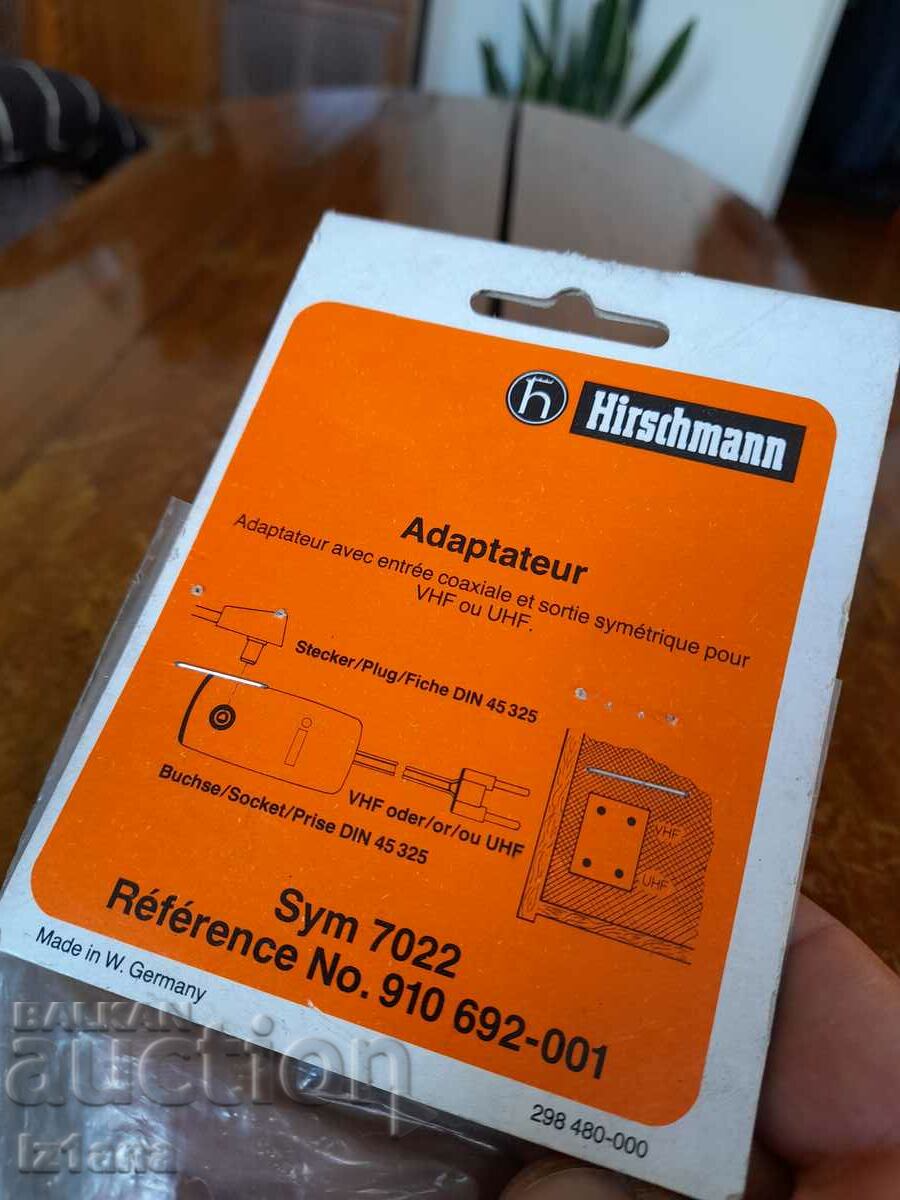 h Hirschmann
Adaptateur
Adaptateur avec entrée coaxiale et sortie symétrique pour
VHF ou UHF.
Stecker/Plug/Fiche DIN 45 325
Buchse/Socket/Prise DIN 45 325
VHF oder/or/ou UHF
VHF
UHF
Sym 7022
Référence No. 910 692-001
Made in W. Germany
298 480-000
BALKAN
auction
iz1ana